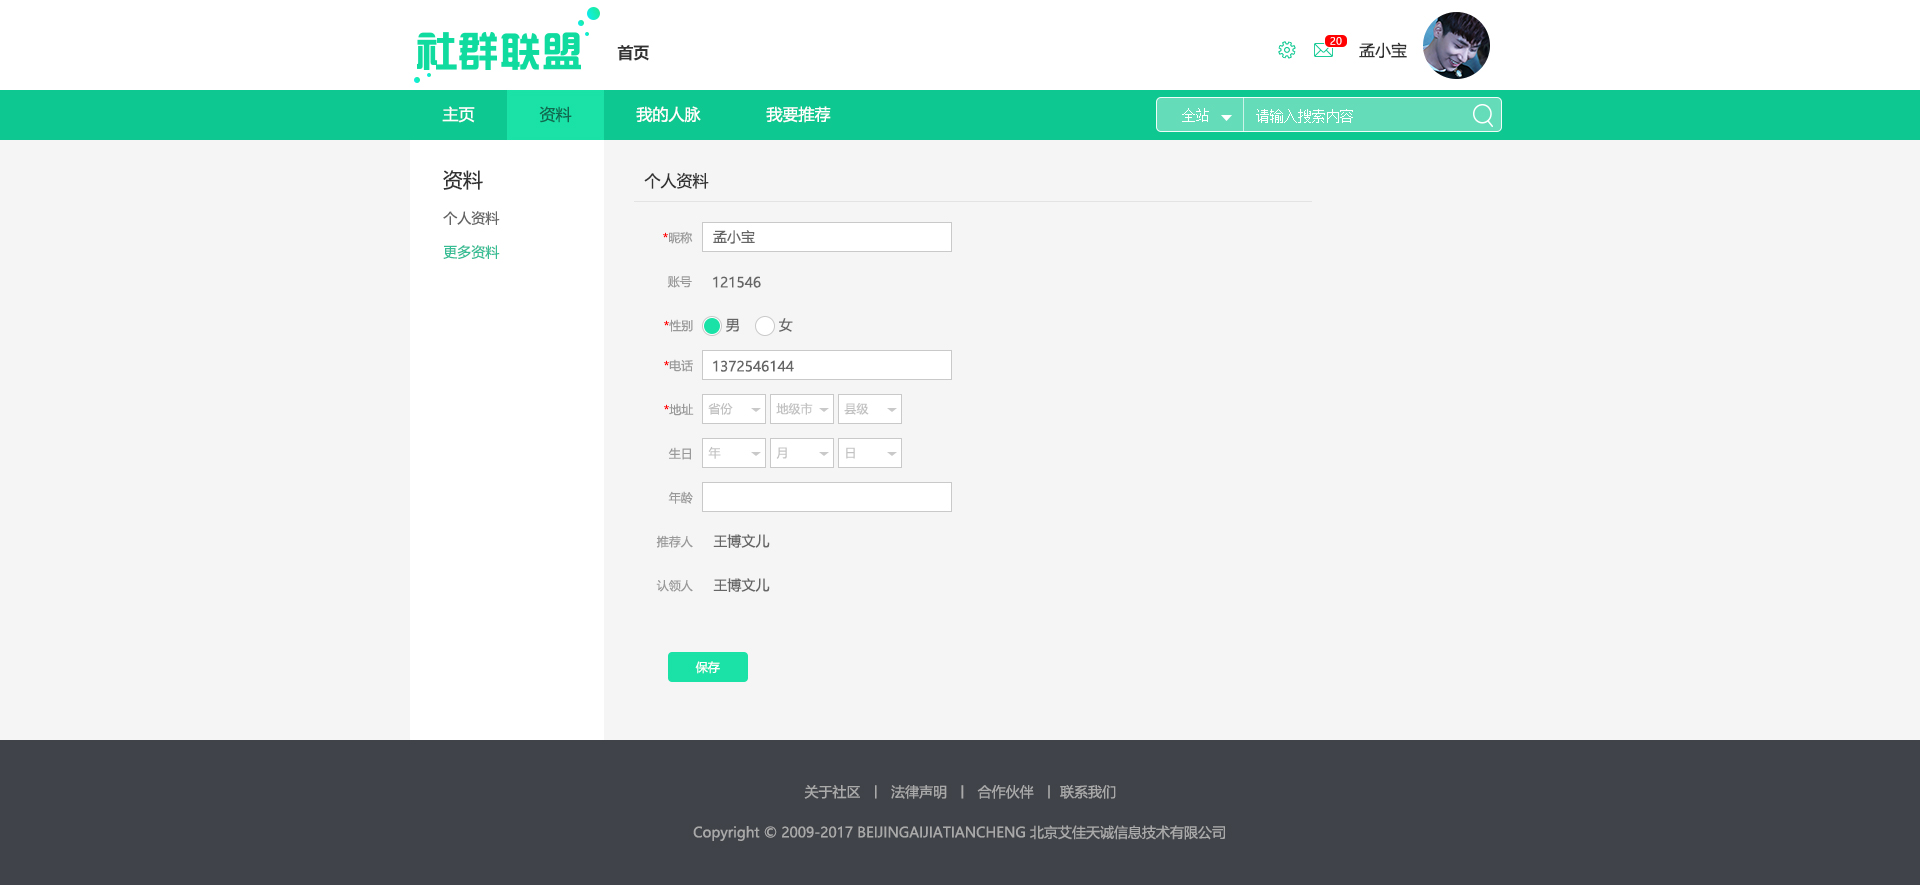 社群联盟
首页
20
孟小宝
主页 资料 我的人脉 我要推荐 全站 请输入搜索内容
资料
个人资料
更多资料
个人资料
*昵称 孟小宝
账号 121546
*性别 男 女
*电话 1372546144
*地址 省份 地级市 县级
生日 年 月 日
年龄
推荐人 王博文儿
认领人 王博文儿
保存
关于社区 | 法律声明 | 合作伙伴 | 联系我们
Copyright © 2009-2017 BEIJINGAIJIATIANCHENG 北京艾佳天诚信息技术有限公司